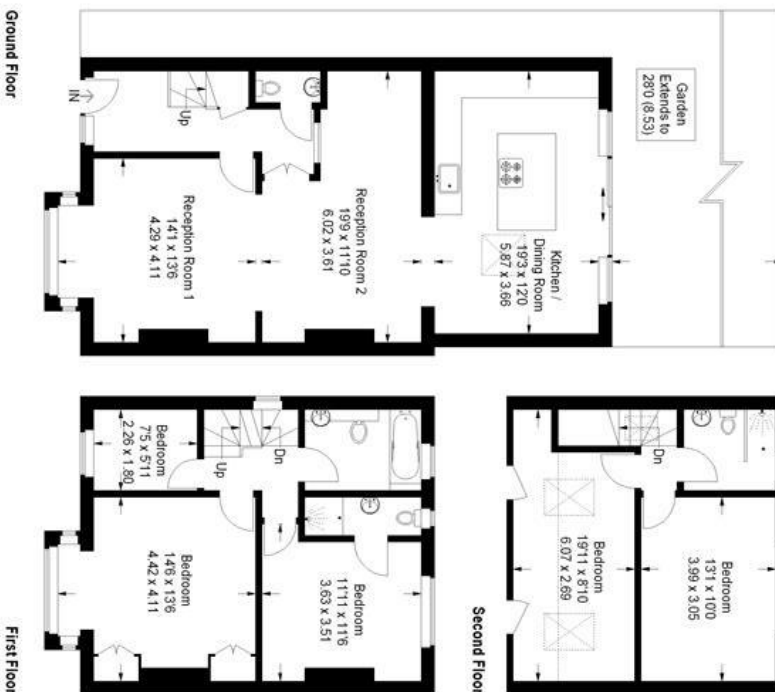 Ground Floor
Garden
Extends to
28'0 (8.53)
Kitchen /
Dining Room
19'3 x 12'0
5.87 x 3.66
Reception Room 2
19'9 x 11'10
6.02 x 3.61
Up
IN
Reception Room 1
14'1 x 13'6
4.29 x 4.11
First Floor
Bedroom
7'5 x 5'11
2.26 x 1.80
Up
Dn
Bedroom
14'6 x 13'6
4.42 x 4.11
Bedroom
11'11 x 11'6
3.63 x 3.51
Second Floor
Dn
Bedroom
19'11 x 8'10
6.07 x 2.69
Bedroom
13'1 x 10'0
3.99 x 3.05